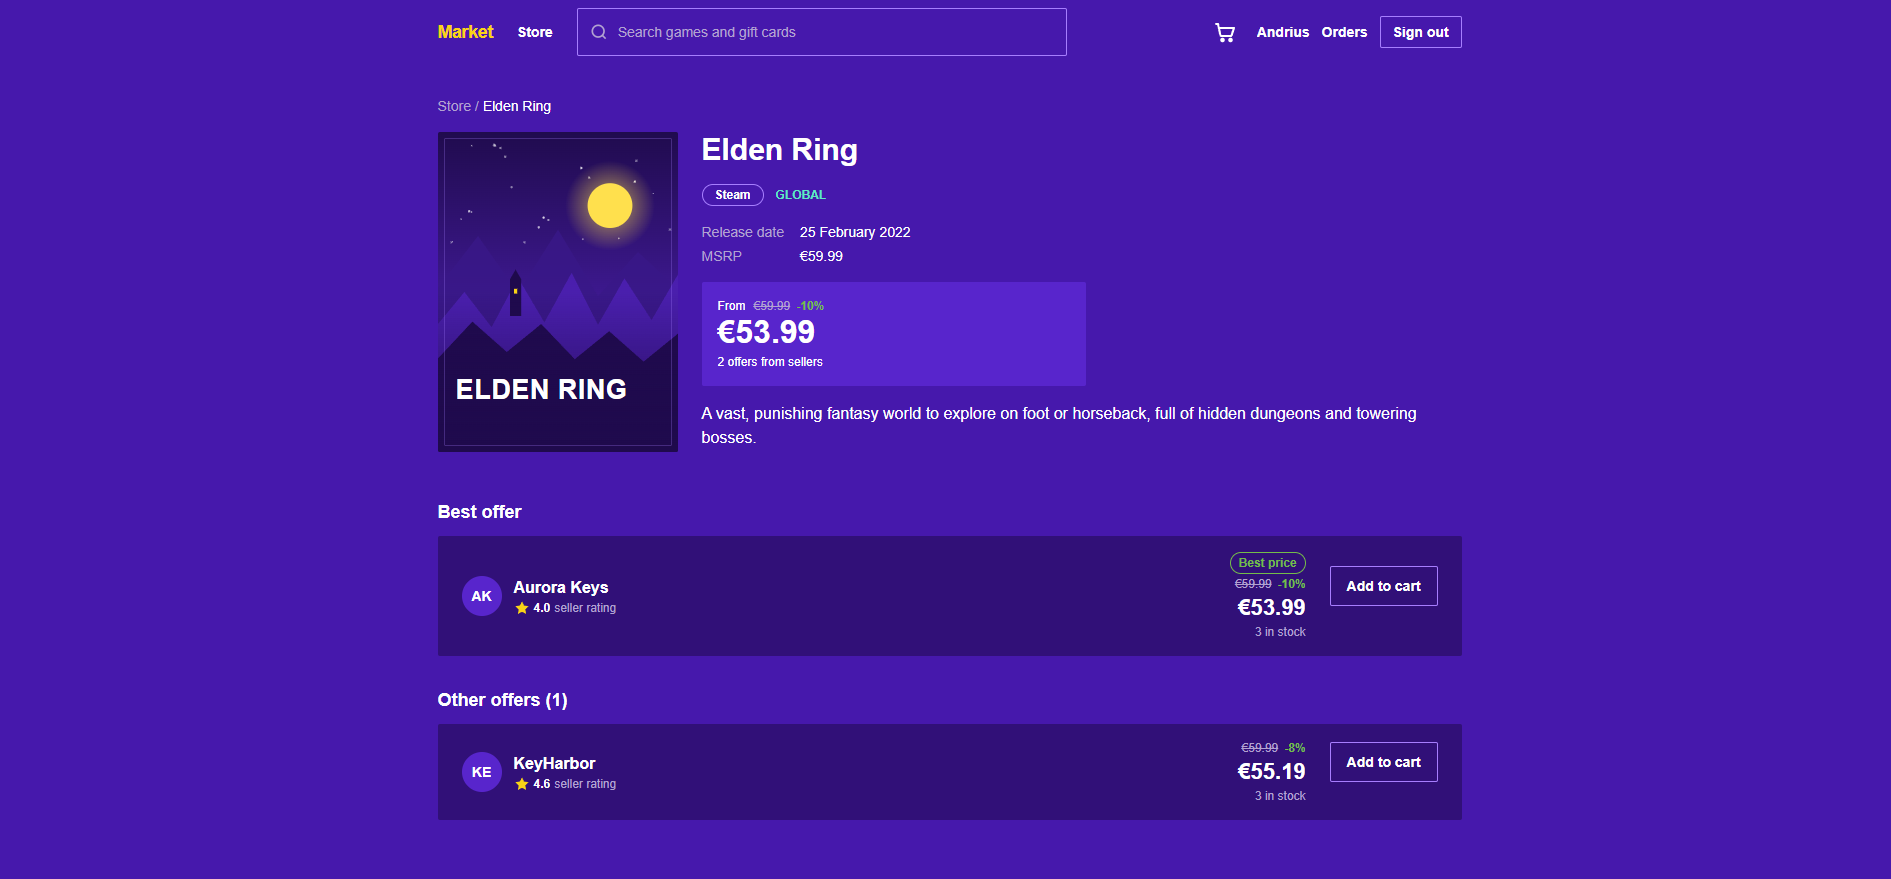 Market Store Search games and gift cards Andrius Orders Sign out
Store / Elden Ring
ELDEN RING
Elden Ring
Steam GLOBAL
Release date 25 February 2022
MSRP €59.99
From €59.99 -10%
€53.99
2 offers from sellers
A vast, punishing fantasy world to explore on foot or horseback, full of hidden dungeons and towering
bosses.
Best offer
AK Aurora Keys
4.0 seller rating
Best price
€59.99 -10%
€53.99
3 in stock
Add to cart
Other offers (1)
KE KeyHarbor
4.6 seller rating
€59.99 -8%
€55.19
3 in stock
Add to cart